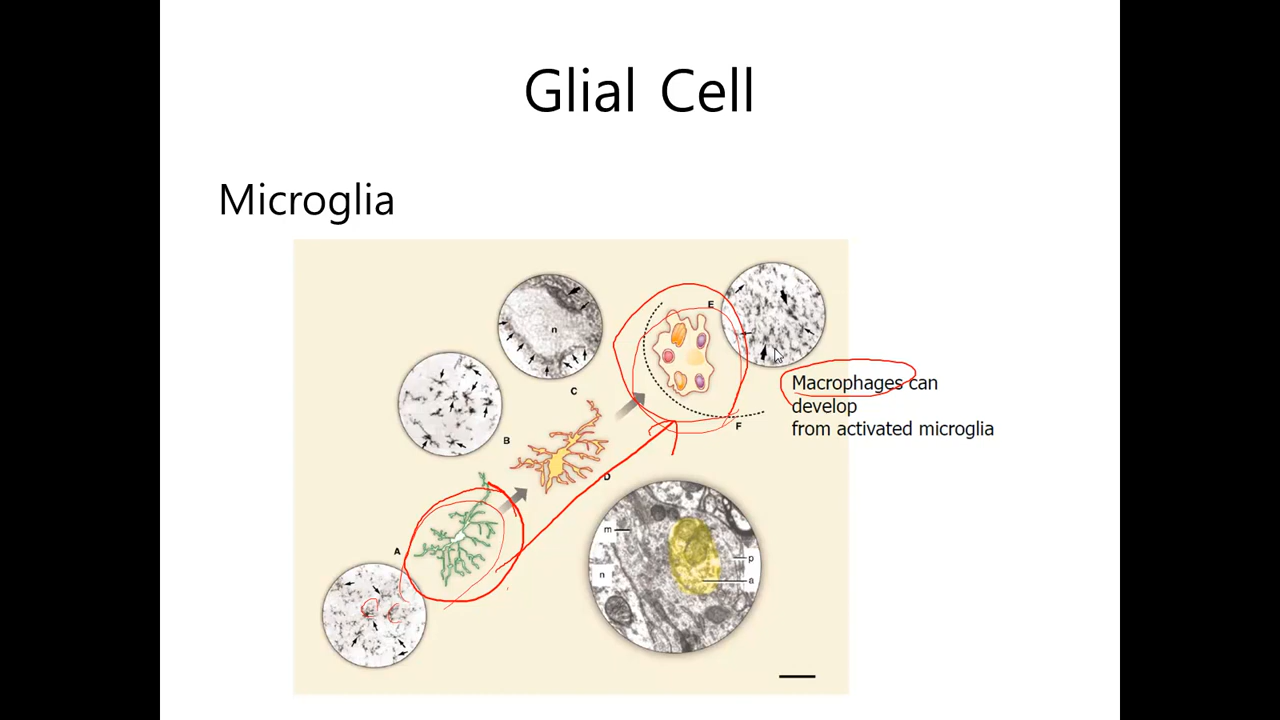 Glial Cell
Microglia
E
n
C
Macrophages can
develop
from activated microglia
F
B
D
A
m
p
n
a